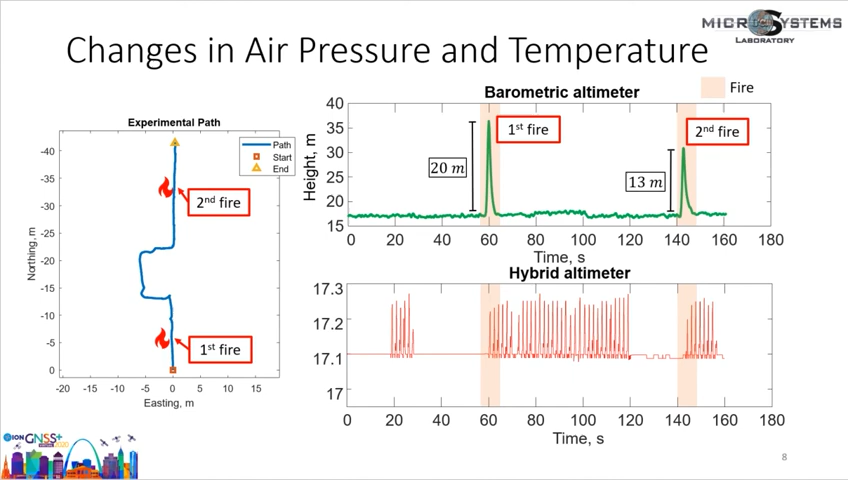 MICROSYSTEMS
LABORATORY
Changes in Air Pressure and Temperature
Fire
Experimental Path
-40
-35
-30
-25
-20
-15
-10
-5
0
Northing, m
-20 -15 -10 -5 0 5 10 15
Easting, m
Path
Start
End
2nd fire
1st fire
Barometric altimeter
40
35
30
25
20
15
Height, m
20 m
1st fire
13 m
2nd fire
0 20 40 60 80 100 120 140 160 180
Time, s
Hybrid altimeter
17.3
17.2
17.1
17
0 20 40 60 80 100 120 140 160 180
Time, s
ION GNSS+
2020
8